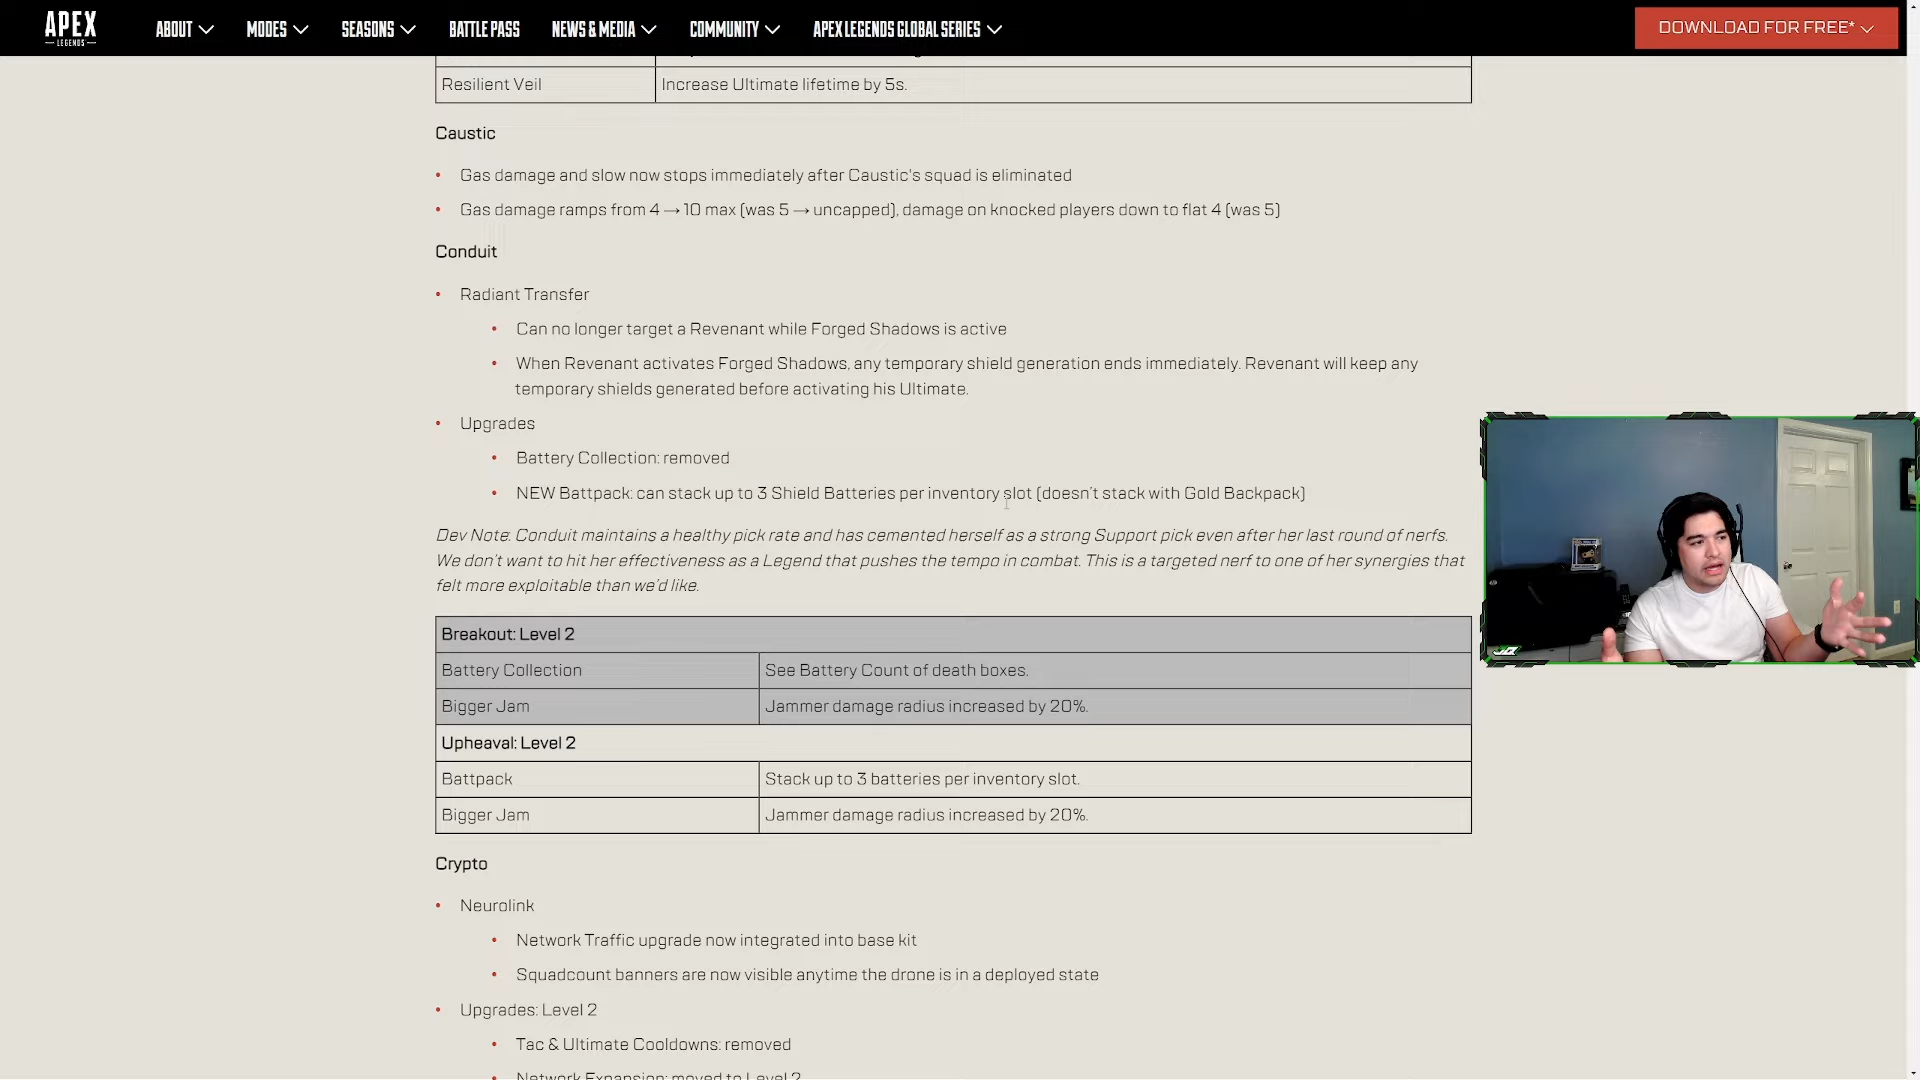 APEX
LEGENDS
ABOUT
MODES
SEASONS
BATTLE PASS
NEWS & MEDIA
COMMUNITY
APEX LEGENDS GLOBAL SERIES
DOWNLOAD FOR FREE*
Resilient Veil Increase Ultimate lifetime by 5s.
Caustic
• Gas damage and slow now stops immediately after Caustic's squad is eliminated
• Gas damage ramps from 4 → 10 max (was 5 → uncapped), damage on knocked players down to flat 4 (was 5)
Conduit
• Radiant Transfer
• Can no longer target a Revenant while Forged Shadows is active
• When Revenant activates Forged Shadows, any temporary shield generation ends immediately. Revenant will keep any
temporary shields generated before activating his Ultimate.
• Upgrades
• Battery Collection: removed
• NEW Battpack: can stack up to 3 Shield Batteries per inventory slot (doesn't stack with Gold Backpack)
Dev Note: Conduit maintains a healthy pick rate and has cemented herself as a strong Support pick even after her last round of nerfs.
We don't want to hit her effectiveness as a Legend that pushes the tempo in combat. This is a targeted nerf to one of her synergies that
felt more exploitable than we'd like.
Breakout: Level 2
Battery Collection See Battery Count of death boxes.
Bigger Jam Jammer damage radius increased by 20%.
Upheaval: Level 2
Battpack Stack up to 3 batteries per inventory slot.
Bigger Jam Jammer damage radius increased by 20%.
Crypto
• Neurolink
• Network Traffic upgrade now integrated into base kit
• Squadcount banners are now visible anytime the drone is in a deployed state
• Upgrades: Level 2
• Tac & Ultimate Cooldowns: removed
• Network Expansion: moved to Level 2